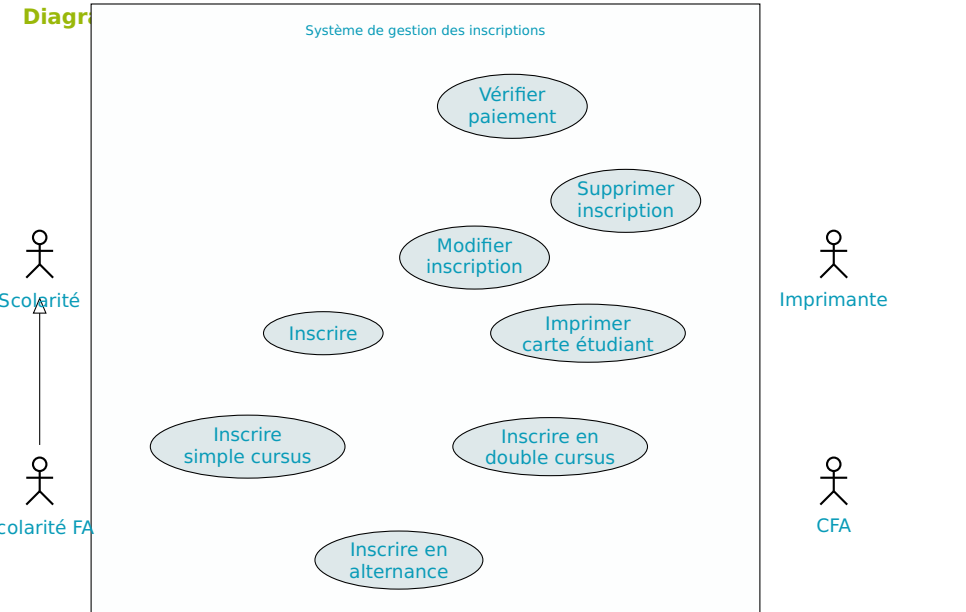 Diagra
Système de gestion des inscriptions
Vérifier
paiement
Supprimer
inscription
Modifier
inscription
Scolarité
Imprimante
Inscrire
Imprimer
carte étudiant
Inscrire
simple cursus
Inscrire en
double cursus
colarité FA
CFA
Inscrire en
alternance